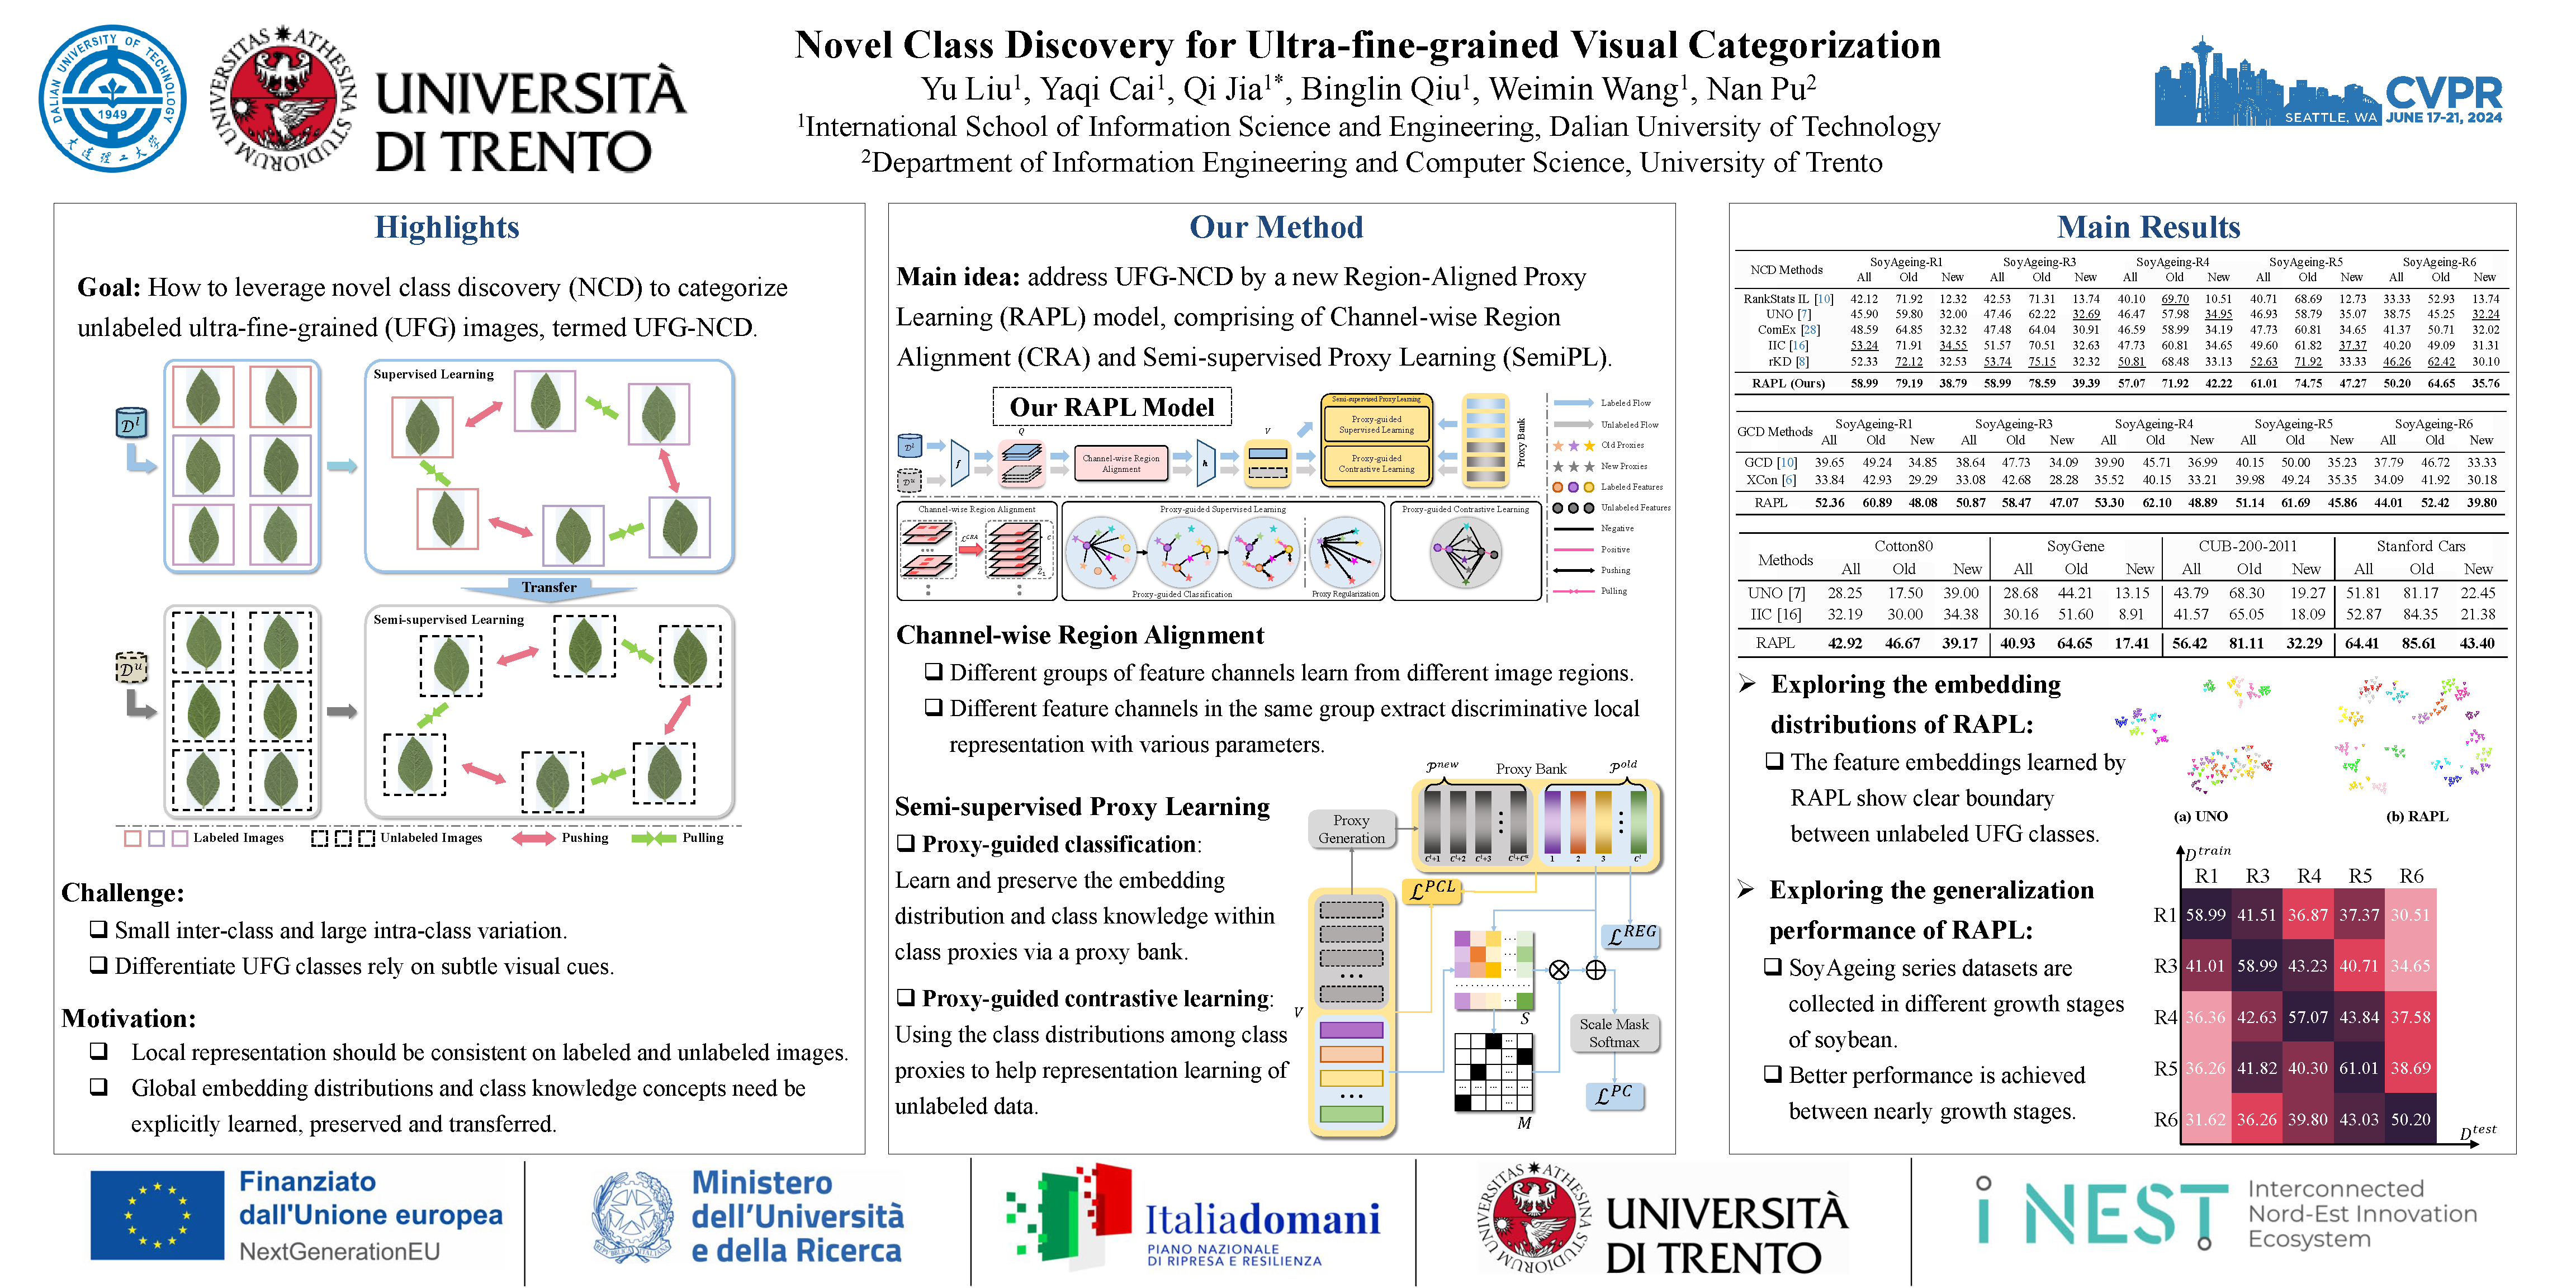 DALIAN UNIVERSITY OF TECHNOLOGY
1949
大连理工大学
UNIVERSITAS ATHESINA STUDIORUM
UNIVERSITÀ
DI TRENTO
Novel Class Discovery for Ultra-fine-grained Visual Categorization
Yu Liu¹, Yaqi Cai¹, Qi Jia¹*, Binglin Qiu¹, Weimin Wang¹, Nan Pu²
¹International School of Information Science and Engineering, Dalian University of Technology
²Department of Information Engineering and Computer Science, University of Trento
SEATTLE, WA
CVPR
JUNE 17-21, 2024
Highlights
Goal: How to leverage novel class discovery (NCD) to categorize
unlabeled ultra-fine-grained (UFG) images, termed UFG-NCD.
𝒟ˡ
Supervised Learning
Transfer
𝒟ᵘ
Semi-supervised Learning
Labeled Images Unlabeled Images Pushing Pulling
Challenge:
❑ Small inter-class and large intra-class variation.
❑ Differentiate UFG classes rely on subtle visual cues.
Motivation:
❑ Local representation should be consistent on labeled and unlabeled images.
❑ Global embedding distributions and class knowledge concepts need be
explicitly learned, preserved and transferred.
Our Method
Main idea: address UFG-NCD by a new Region-Aligned Proxy
Learning (RAPL) model, comprising of Channel-wise Region
Alignment (CRA) and Semi-supervised Proxy Learning (SemiPL).
Our RAPL Model
𝒟ˡ
𝒟ᵘ
f
Q
Channel-wise Region
Alignment
h
V
Semi-supervised Proxy Learning
Proxy-guided
Supervised Learning
Proxy-guided
Contrastive Learning
Proxy Bank
Labeled Flow
Unlabeled Flow
Old Proxies
New Proxies
Labeled Features
Unlabeled Features
Negative
Positive
Pushing
Pulling
Channel-wise Region Alignment
ℒCRA
Proxy-guided Supervised Learning
Proxy-guided Classification
Proxy Regularization
Proxy-guided Contrastive Learning
Channel-wise Region Alignment
❑ Different groups of feature channels learn from different image regions.
❑ Different feature channels in the same group extract discriminative local
representation with various parameters.
Semi-supervised Proxy Learning
❑ Proxy-guided classification:
Learn and preserve the embedding
distribution and class knowledge within
class proxies via a proxy bank.
❑ Proxy-guided contrastive learning:
Using the class distributions among class
proxies to help representation learning of
unlabeled data.
𝒫new Proxy Bank 𝒫old
Proxy
Generation
Cˡ+1 Cˡ+2 Cˡ+3 Cˡ+Cᵘ 1 2 3 Cˡ
ℒPCL
ℒREG
V
S
Scale Mask
Softmax
ℒPC
M
Main Results
NCD Methods SoyAgeing-R1 SoyAgeing-R3 SoyAgeing-R4 SoyAgeing-R5 SoyAgeing-R6
All Old New All Old New All Old New All Old New All Old New
RankStats IL [10] 42.12 71.92 12.32 42.53 71.31 13.74 40.10 69.70 10.51 40.71 68.69 12.73 33.33 52.93 13.74
UNO [7] 45.90 59.80 32.00 47.46 62.22 32.69 46.47 57.98 34.95 46.93 58.79 35.07 38.75 45.25 32.24
ComEx [28] 48.59 64.85 32.32 47.48 64.04 30.91 46.59 58.99 34.19 47.73 60.81 34.65 41.37 50.71 32.02
IIC [16] 53.24 71.91 34.55 51.57 70.51 32.63 47.73 60.81 34.65 49.60 61.82 37.37 40.20 49.09 31.31
rKD [8] 52.33 72.12 32.53 53.74 75.15 32.32 50.81 68.48 33.13 52.63 71.92 33.33 46.26 62.42 30.10
RAPL (Ours) 58.99 79.19 38.79 58.99 78.59 39.39 57.07 71.92 42.22 61.01 74.75 47.27 50.20 64.65 35.76
GCD Methods SoyAgeing-R1 SoyAgeing-R3 SoyAgeing-R4 SoyAgeing-R5 SoyAgeing-R6
All Old New All Old New All Old New All Old New All Old New
GCD [10] 39.65 49.24 34.85 38.64 47.73 34.09 39.90 45.71 36.99 40.15 50.00 35.23 37.79 46.72 33.33
XCon [6] 33.84 42.93 29.29 33.08 42.68 28.28 35.52 40.15 33.21 39.98 49.24 35.35 34.09 41.92 30.18
RAPL 52.36 60.89 48.08 50.87 58.47 47.07 53.30 62.10 48.89 51.14 61.69 45.86 44.01 52.42 39.80
Methods Cotton80 SoyGene CUB-200-2011 Stanford Cars
All Old New All Old New All Old New All Old New
UNO [7] 28.25 17.50 39.00 28.68 44.21 13.15 43.79 68.30 19.27 51.81 81.17 22.45
IIC [16] 32.19 30.00 34.38 30.16 51.60 8.91 41.57 65.05 18.09 52.87 84.35 21.38
RAPL 42.92 46.67 39.17 40.93 64.65 17.41 56.42 81.11 32.29 64.41 85.61 43.40
➢ Exploring the embedding
distributions of RAPL:
❑ The feature embeddings learned by
RAPL show clear boundary
between unlabeled UFG classes.
(a) UNO (b) RAPL
➢ Exploring the generalization
performance of RAPL:
❑ SoyAgeing series datasets are
collected in different growth stages
of soybean.
❑ Better performance is achieved
between nearly growth stages.
Dtrain
R1 R3 R4 R5 R6
R1 58.99 41.51 36.87 37.37 30.51
R3 41.01 58.99 43.23 40.71 34.65
R4 36.36 42.63 57.07 43.84 37.58
R5 36.26 41.82 40.30 61.01 38.69
R6 31.62 36.26 39.80 43.03 50.20
Dtest
Finanziato
dall'Unione europea
NextGenerationEU
Ministero
dell'Università
e della Ricerca
Italiadomani
PIANO NAZIONALE
DI RIPRESA E RESILIENZA
UNIVERSITAS ATHESINA STUDIORUM
UNIVERSITÀ
DI TRENTO
iNEST
Interconnected
Nord-Est Innovation
Ecosystem